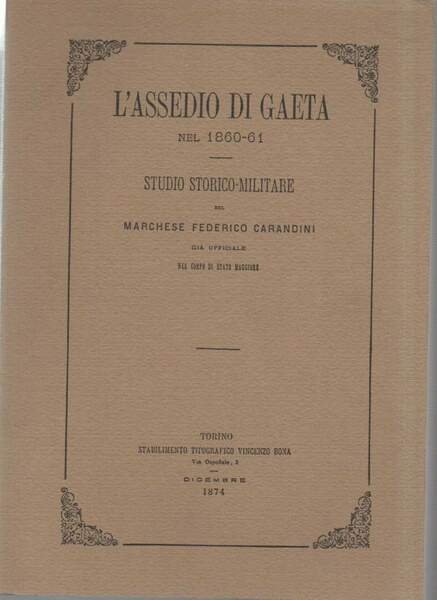 L'ASSEDIO DI GAETA
NEL 1860-61
STUDIO STORICO-MILITARE
DEL
MARCHESE FEDERICO CARANDINI
GIÀ UFFICIALE
NEL CORPO DI STATO MAGGIORE
TORINO
STABILIMENTO TIPOGRAFICO VINCENZO BONA
Via Ospedale, 3
DICEMBRE
1874